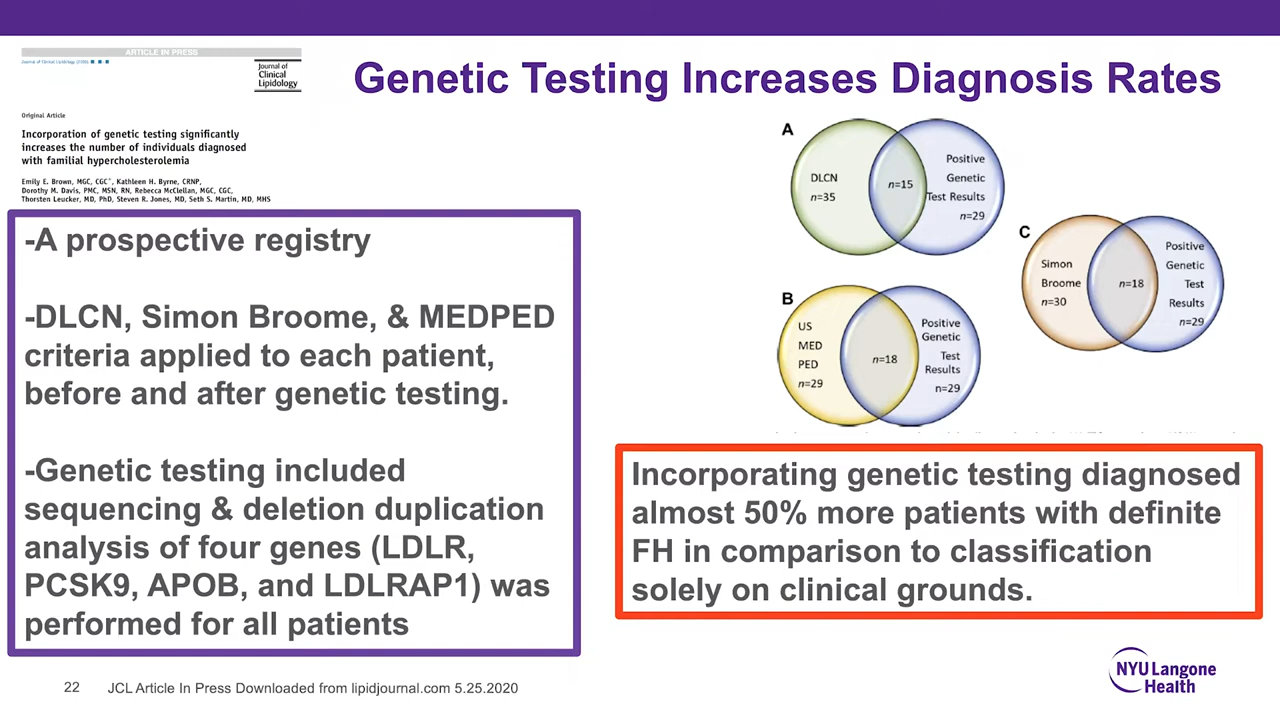 ARTICLE IN PRESS
Journal of Clinical Lipidology
Journal of
Clinical
Lipidology
Genetic Testing Increases Diagnosis Rates
Original Article
Incorporation of genetic testing significantly
increases the number of individuals diagnosed
with familial hypercholesterolemia
Emily E. Brown, MGC, CGC*, Kathleen H. Byrne, CRNP,
Dorothy M. Davis, PMC, MSN, RN, Rebecca McClellan, MGC, CGC,
Thorsten Leucker, MD, PhD, Steven R. Jones, MD, Seth S. Martin, MD, MHS
-A prospective registry
-DLCN, Simon Broome, & MEDPED
criteria applied to each patient,
before and after genetic testing.
-Genetic testing included
sequencing & deletion duplication
analysis of four genes (LDLR,
PCSK9, APOB, and LDLRAP1) was
performed for all patients
A
DLCN
n=35
n=15
Positive
Genetic
Test Results
n=29
B
US
MED
PED
n=29
n=18
Positive
Genetic
Test
Results
n=29
C
Simon
Broome
n=30
n=18
Positive
Genetic
Test
Results
n=29
Incorporating genetic testing diagnosed
almost 50% more patients with definite
FH in comparison to classification
solely on clinical grounds.
22
JCL Article In Press Downloaded from lipidjournal.com 5.25.2020
NYU Langone
Health